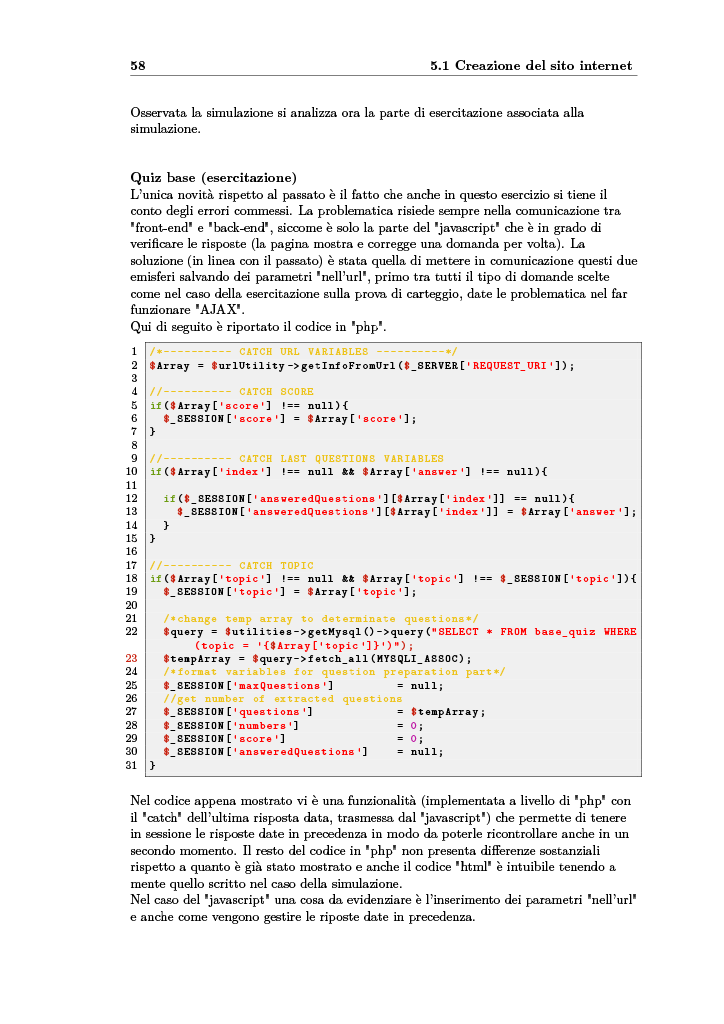 58 5.1 Creazione del sito internet
Osservata la simulazione si analizza ora la parte di esercitazione associata alla
simulazione.
Quiz base (esercitazione)
L'unica novità rispetto al passato è il fatto che anche in questo esercizio si tiene il
conto degli errori commessi. La problematica risiede sempre nella comunicazione tra
"front-end" e "back-end", siccome è solo la parte del "javascript" che è in grado di
verificare le risposte (la pagina mostra e corregge una domanda per volta). La
soluzione (in linea con il passato) è stata quella di mettere in comunicazione questi due
emisferi salvando dei parametri "nell'url", primo tra tutti il tipo di domande scelte
come nel caso della esercitazione sulla prova di carteggio, date le problematica nel far
funzionare "AJAX".
Qui di seguito è riportato il codice in "php".
1 /*---------- CATCH URL VARIABLES ----------*/
2 $Array = $urlUtility->getInfoFromUrl($_SERVER['REQUEST_URI']);
3
4 //---------- CATCH SCORE
5 if($Array['score'] !== null){
6 $_SESSION['score'] = $Array['score'];
7 }
8
9 //---------- CATCH LAST QUESTIONS VARIABLES
10 if($Array['index'] !== null && $Array['answer'] !== null){
11
12 if($_SESSION['answeredQuestions'][$Array['index']] == null){
13 $_SESSION['answeredQuestions'][$Array['index']] = $Array['answer'];
14 }
15 }
16
17 //---------- CATCH TOPIC
18 if($Array['topic'] !== null && $Array['topic'] !== $_SESSION['topic']){
19 $_SESSION['topic'] = $Array['topic'];
20
21 /*change temp array to determinate questions*/
22 $query = $utilities->getMysql()->query("SELECT * FROM base_quiz WHERE
(topic = '{$Array['topic']}')");
23 $tempArray = $query->fetch_all(MYSQLI_ASSOC);
24 /*format variables for question preparation part*/
25 $_SESSION['maxQuestions'] = null;
26 //get number of extracted questions
27 $_SESSION['questions'] = $tempArray;
28 $_SESSION['numbers'] = 0;
29 $_SESSION['score'] = 0;
30 $_SESSION['answeredQuestions'] = null;
31 }
Nel codice appena mostrato vi è una funzionalità (implementata a livello di "php" con
il "catch" dell'ultima risposta data, trasmessa dal "javascript") che permette di tenere
in sessione le risposte date in precedenza in modo da poterle ricontrollare anche in un
secondo momento. Il resto del codice in "php" non presenta differenze sostanziali
rispetto a quanto è già stato mostrato e anche il codice "html" è intuibile tenendo a
mente quello scritto nel caso della simulazione.
Nel caso del "javascript" una cosa da evidenziare è l'inserimento dei parametri "nell'url"
e anche come vengono gestire le riposte date in precedenza.